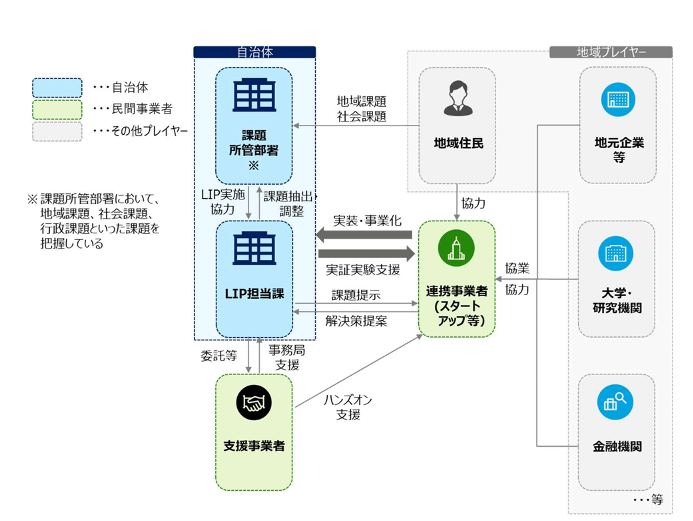 自治体
地域プレイヤー
・・・自治体
・・・民間事業者
・・・その他プレイヤー
課題
所管部署
※
地域課題
社会課題
地域住民
地元企業
等
※ 課題所管部署において、
地域課題、社会課題、
行政課題といった課題を
把握している
LIP実施
協力
課題抽出・
調整
協力
実装・事業化
実証実験支援
LIP担当課
課題提示
解決策提案
連携事業者
(スタート
アップ等)
協業
協力
大学・
研究機関
委託等
事務局
支援
ハンズオン
支援
支援事業者
金融機関
・・・等